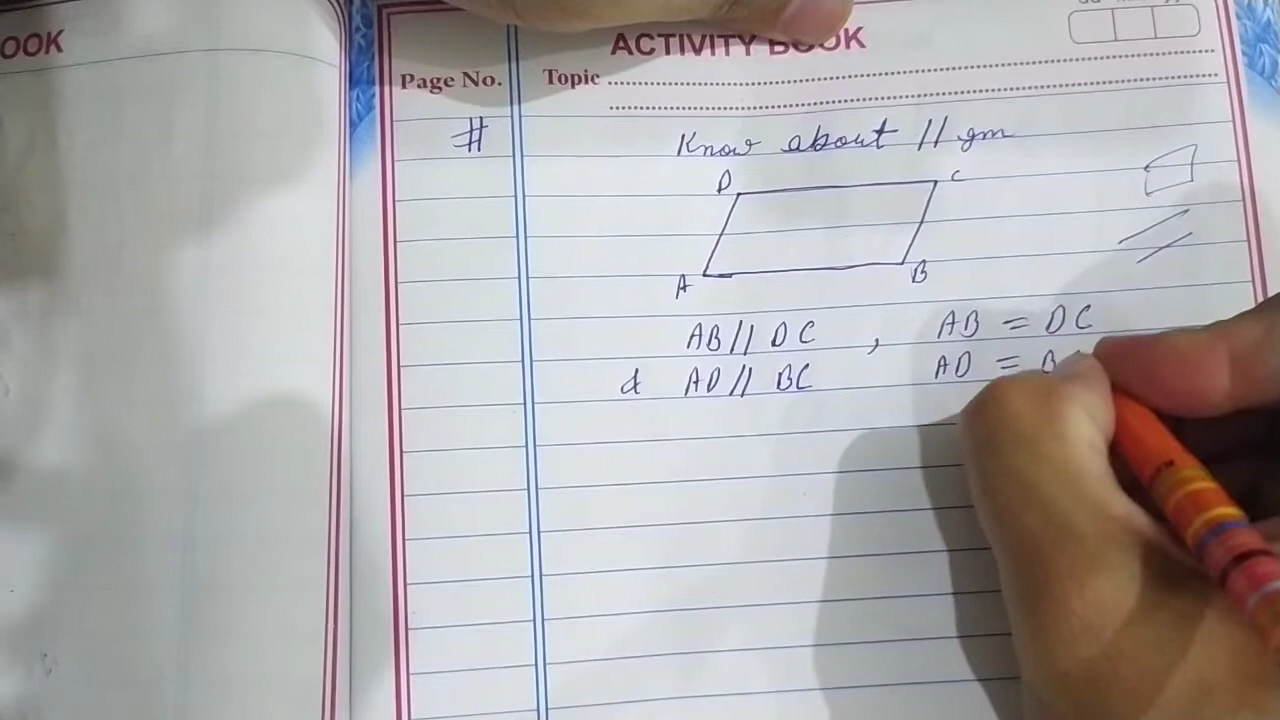 OOK
ACTIVITY BOOK
Page No. Topic
# Know about // gm
D C
A B
AB // DC , AB = DC
& AD // BC AD = B